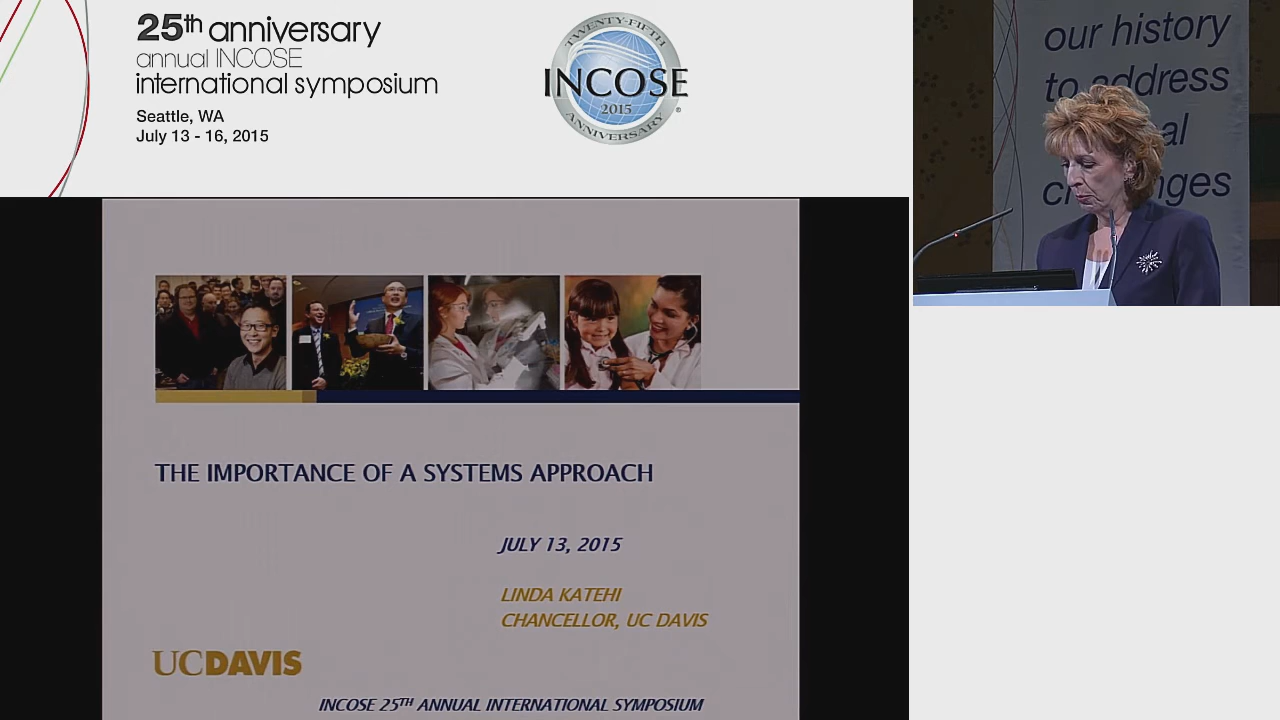 25th anniversary
annual INCOSE
international symposium
Seattle, WA
July 13 - 16, 2015
TWENTY-FIFTH
INCOSE
2015
ANNIVERSARY
®
our history
to address
al
ch nges
THE IMPORTANCE OF A SYSTEMS APPROACH
JULY 13, 2015
LINDA KATEHI
CHANCELLOR, UC DAVIS
UCDAVIS
INCOSE 25TH ANNUAL INTERNATIONAL SYMPOSIUM